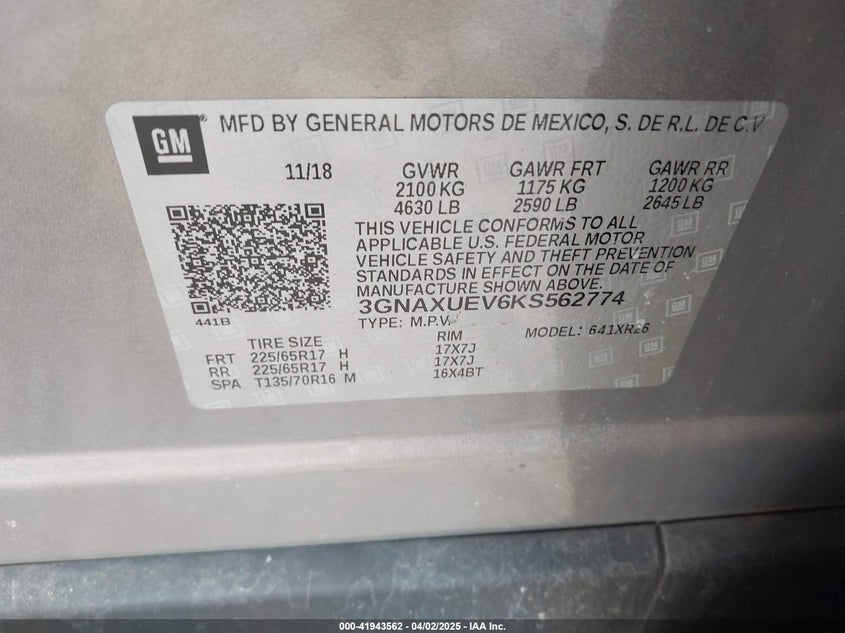 GM
MFD BY GENERAL MOTORS DE MEXICO, S. DE R.L. DE C.V.
11/18 GVWR GAWR FRT GAWR RR
2100 KG 1175 KG 1200 KG
4630 LB 2590 LB 2645 LB
THIS VEHICLE CONFORMS TO ALL
APPLICABLE U.S. FEDERAL MOTOR
VEHICLE SAFETY AND THEFT PREVENTION
STANDARDS IN EFFECT ON THE DATE OF
MANUFACTURE SHOWN ABOVE.
3GNAXUEV6KS562774
441B
TYPE: M.P.V. MODEL: 641XR26
TIRE SIZE RIM
FRT 225/65R17 H 17X7J
RR 225/65R17 H 17X7J
SPA T135/70R16 M 16X4BT
000-41943562 - 04/02/2025 - IAA Inc.